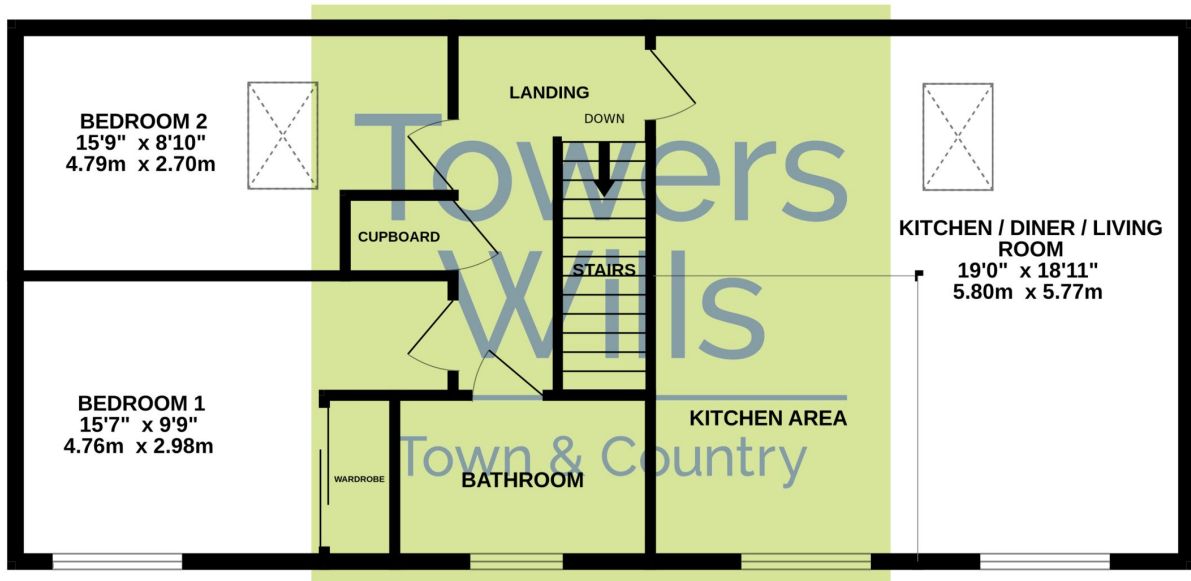 BEDROOM 2
15'9" x 8'10"
4.79m x 2.70m
LANDING
DOWN
Towers
Wills
Town & Country
CUPBOARD
STAIRS
KITCHEN / DINER / LIVING
ROOM
19'0" x 18'11"
5.80m x 5.77m
BEDROOM 1
15'7" x 9'9"
4.76m x 2.98m
WARDROBE
BATHROOM
KITCHEN AREA